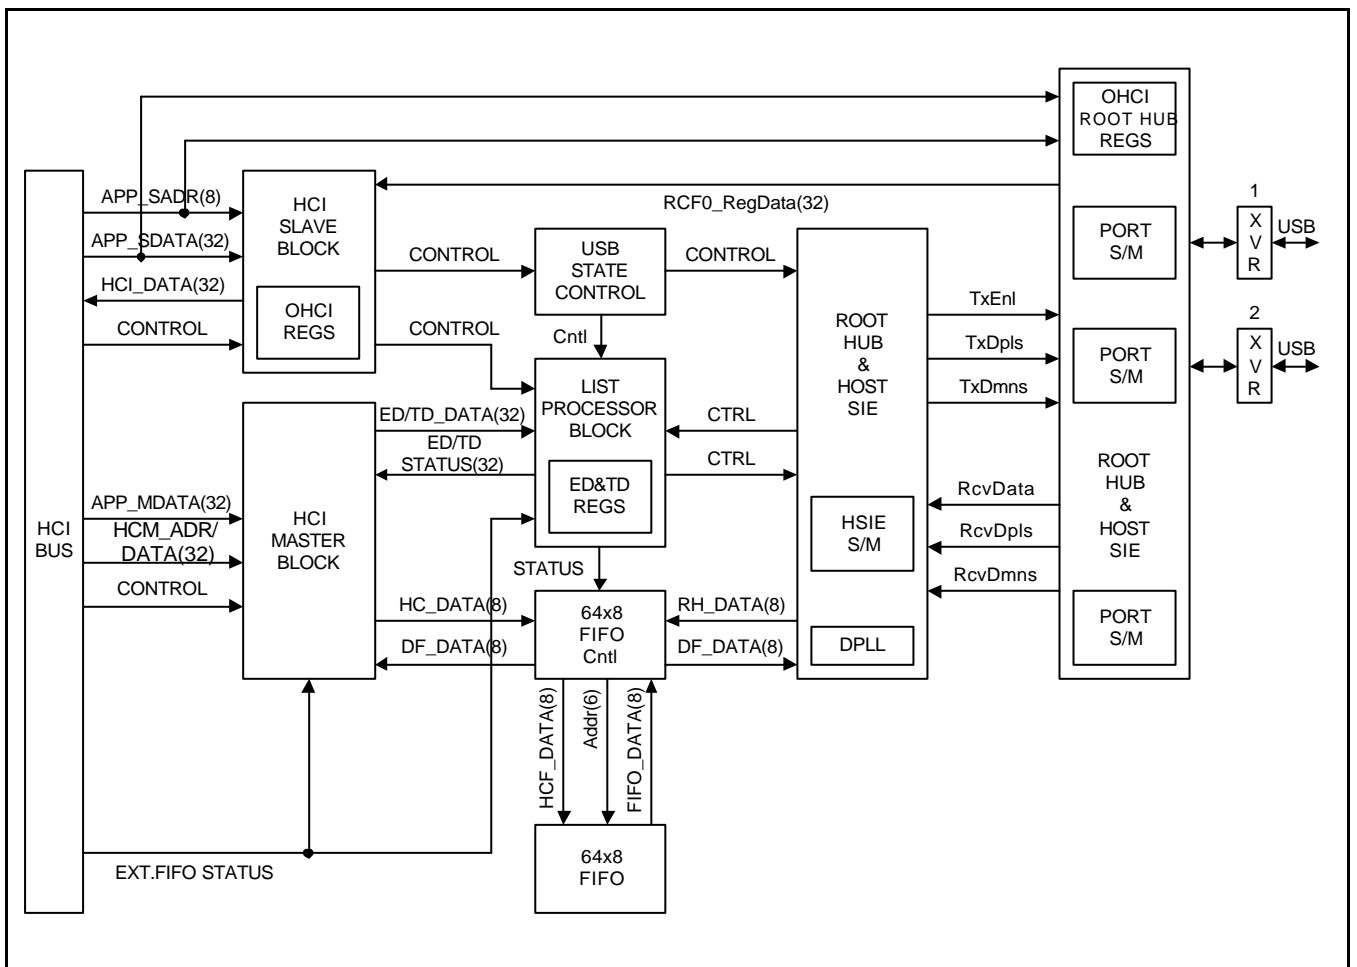 OHCI
ROOT HUB
REGS
APP_SADR(8)
APP_SDATA(32)
HCI_DATA(32)
CONTROL
HCI
SLAVE
BLOCK
OHCI
REGS
RCF0_RegData(32)
CONTROL
CONTROL
USB
STATE
CONTROL
CONTROL
Cntl
ROOT
HUB
&
HOST
SIE
TxEnl
TxDpls
TxDmns
PORT
S/M
1
X
V
R
USB
PORT
S/M
2
X
V
R
USB
LIST
PROCESSOR
BLOCK
ED/TD_DATA(32)
ED/TD
STATUS(32)
CTRL
CTRL
ED&TD
REGS
HCI
BUS
APP_MDATA(32)
HCM_ADR/
DATA(32)
CONTROL
HCI
MASTER
BLOCK
HSIE
S/M
RcvData
RcvDpls
RcvDmns
ROOT
HUB
&
HOST
SIE
STATUS
HC_DATA(8)
DF_DATA(8)
64x8
FIFO
Cntl
RH_DATA(8)
DF_DATA(8)
DPLL
PORT
S/M
HCF_DATA(8)
Addr(6)
FIFO_DATA(8)
EXT.FIFO STATUS
64x8
FIFO